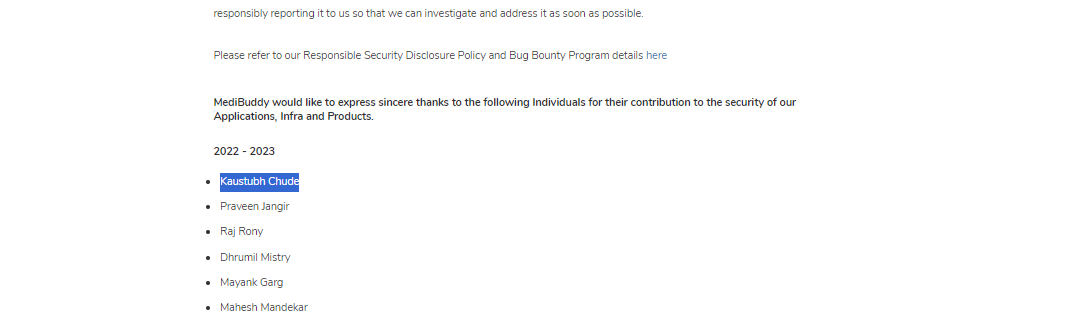 responsibly reporting it to us so that we can investigate and address it as soon as possible.
Please refer to our Responsible Security Disclosure Policy and Bug Bounty Program details here
MediBuddy would like to express sincere thanks to the following Individuals for their contribution to the security of our
Applications, Infra and Products.
2022 - 2023
Kaustubh Chude
Praveen Jangir
Raj Rony
Dhrumil Mistry
Mayank Garg
Mahesh Mandekar